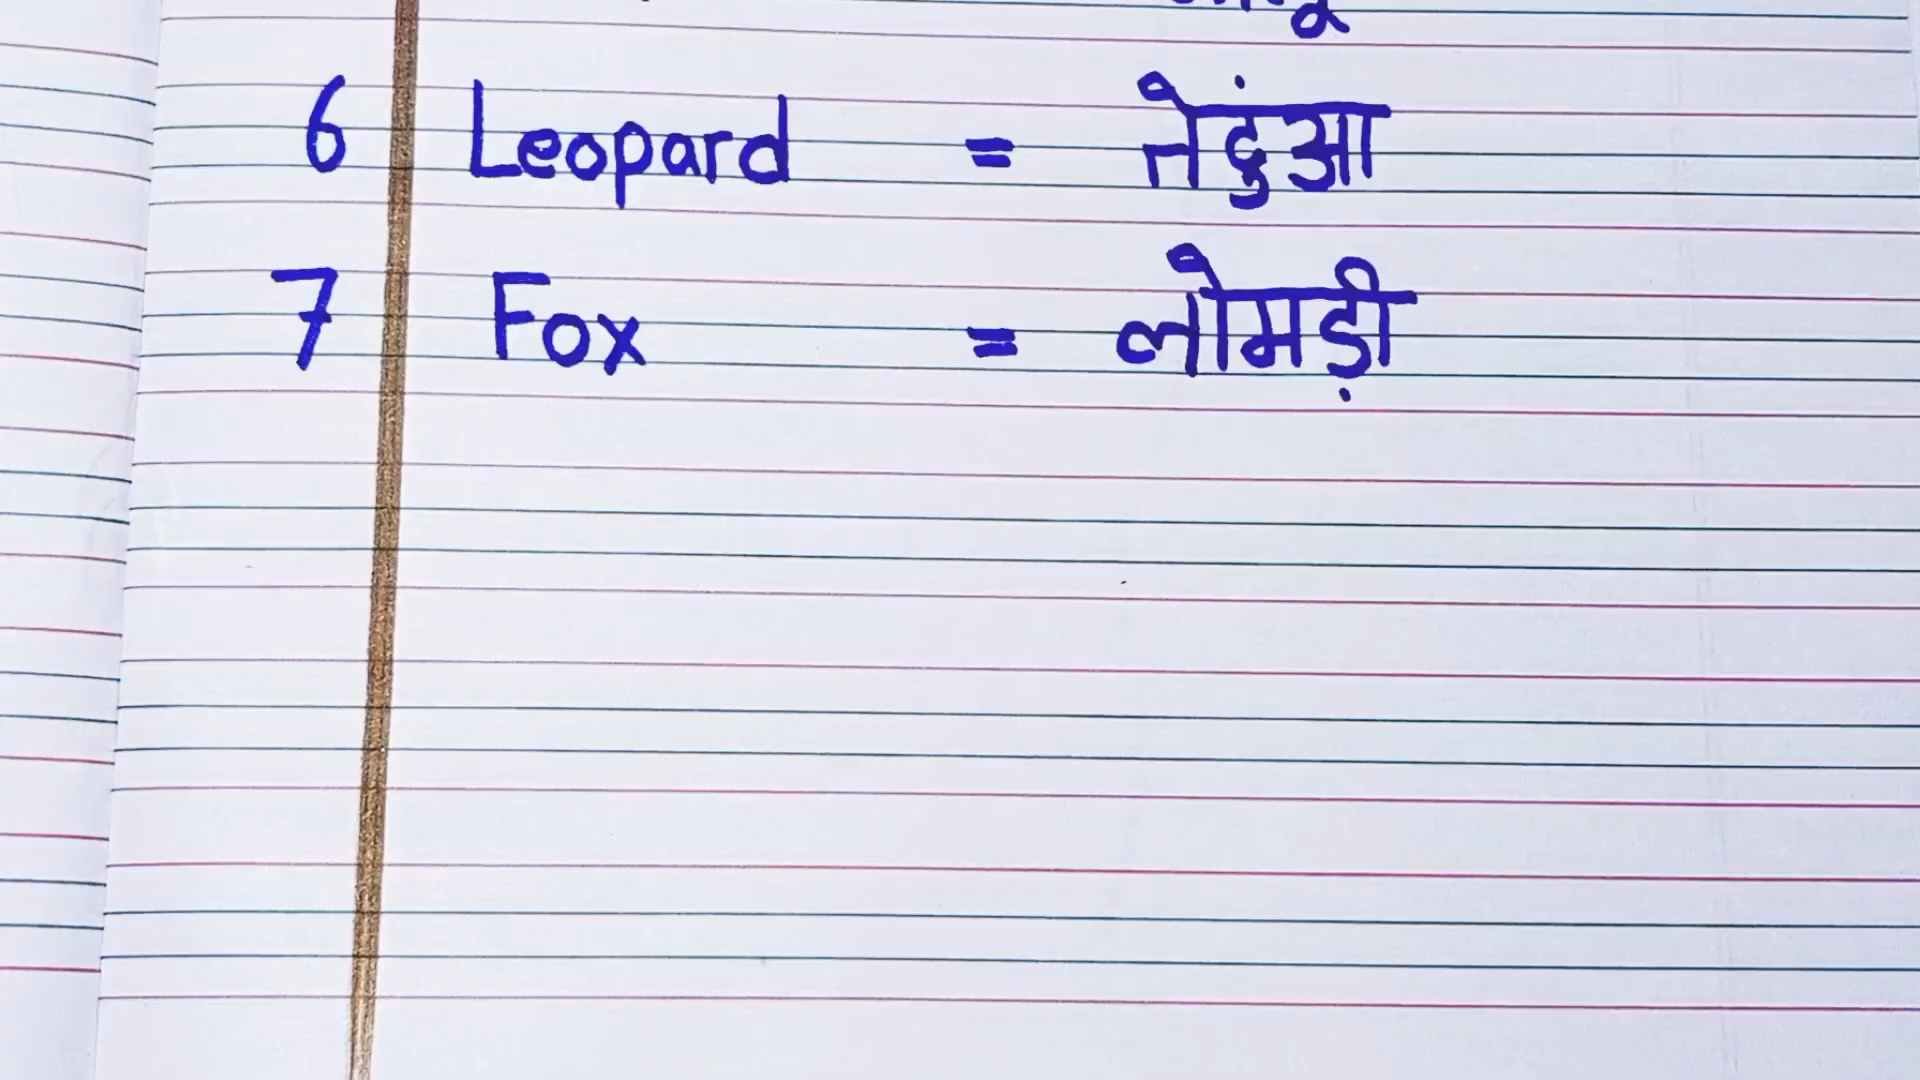 6 Leopard = तेदुंआ
7 Fox = लोमड़ी